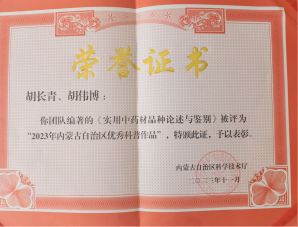 荣誉证书
胡长青、胡伟博：
你团队编著的《实用中药材品种论述与鉴别》被评为
“2023年内蒙古自治区优秀科普作品”，特颁此证，予以表彰。
内蒙古自治区科学技术厅
二〇二三年十一月